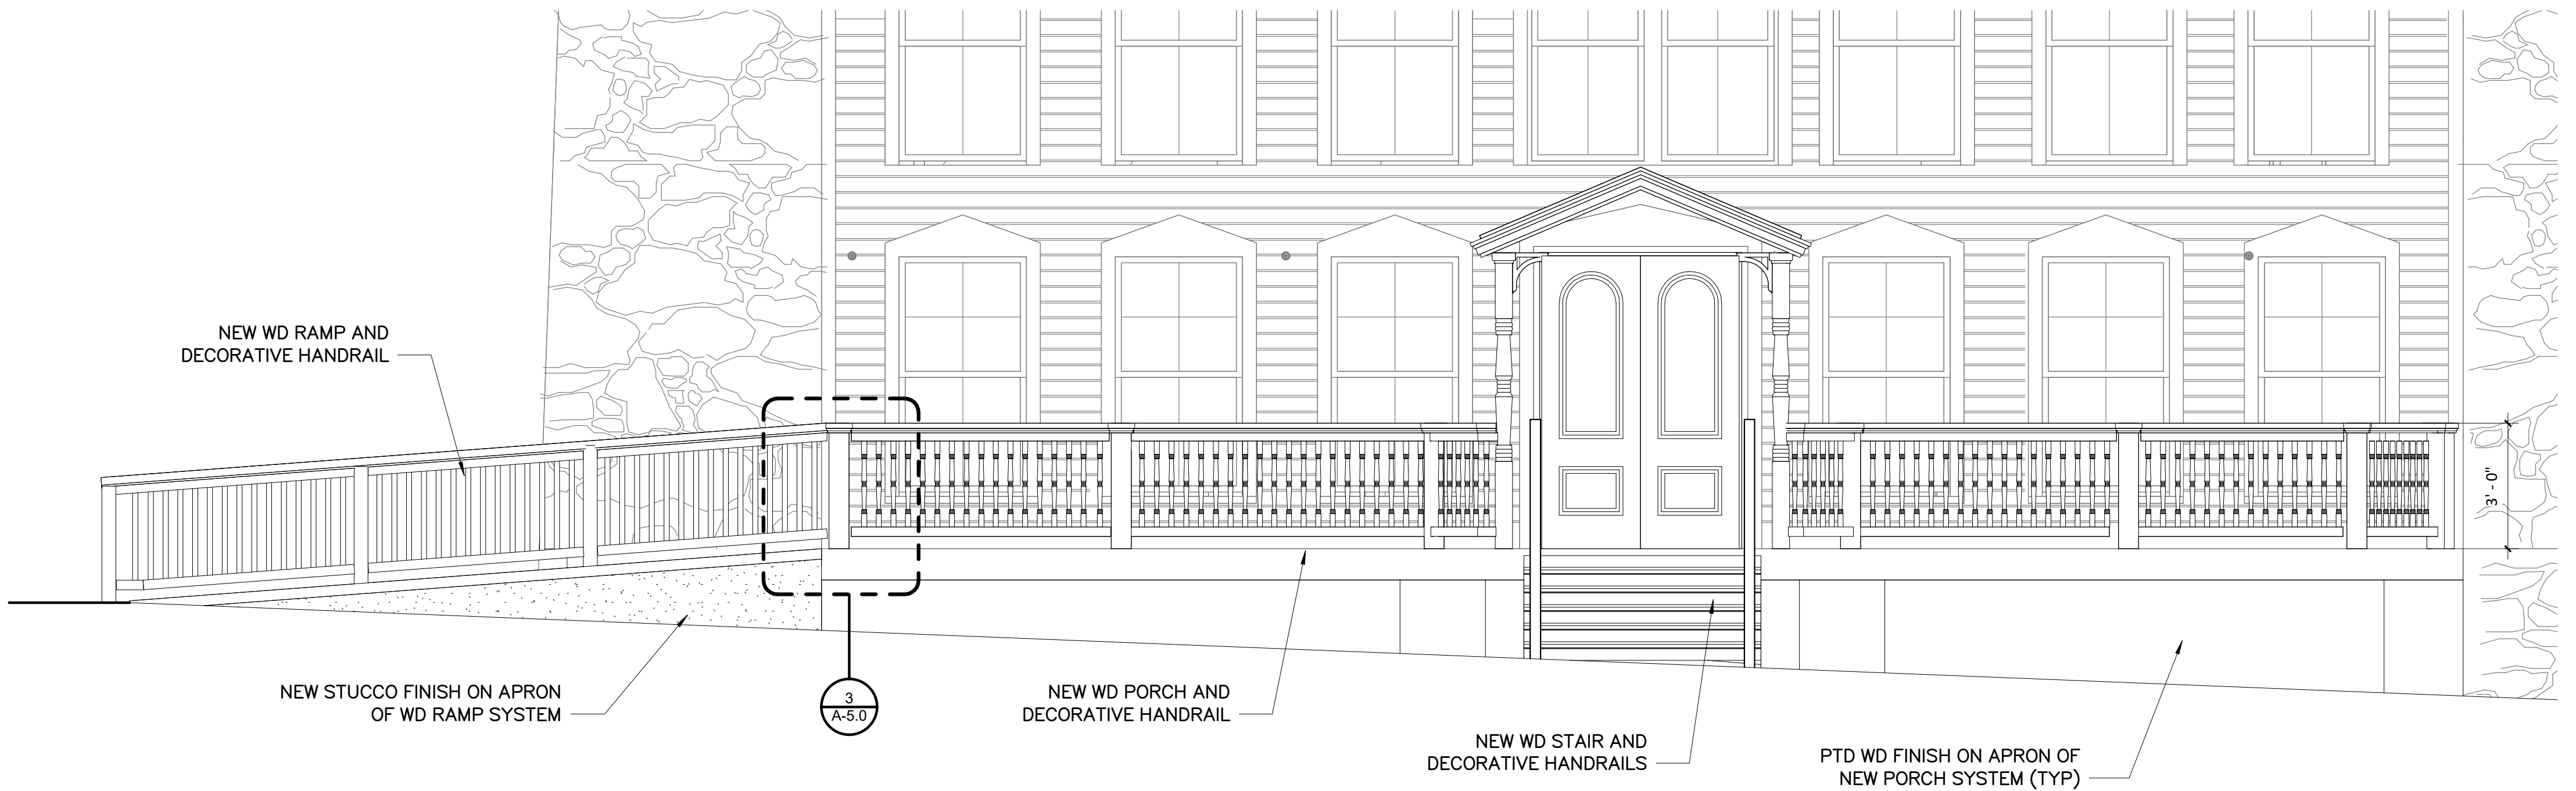 NEW WD RAMP AND
DECORATIVE HANDRAIL
3' - 0"
NEW STUCCO FINISH ON APRON
OF WD RAMP SYSTEM
3
A-5.0
NEW WD PORCH AND
DECORATIVE HANDRAIL
NEW WD STAIR AND
DECORATIVE HANDRAILS
PTD WD FINISH ON APRON OF
NEW PORCH SYSTEM (TYP)